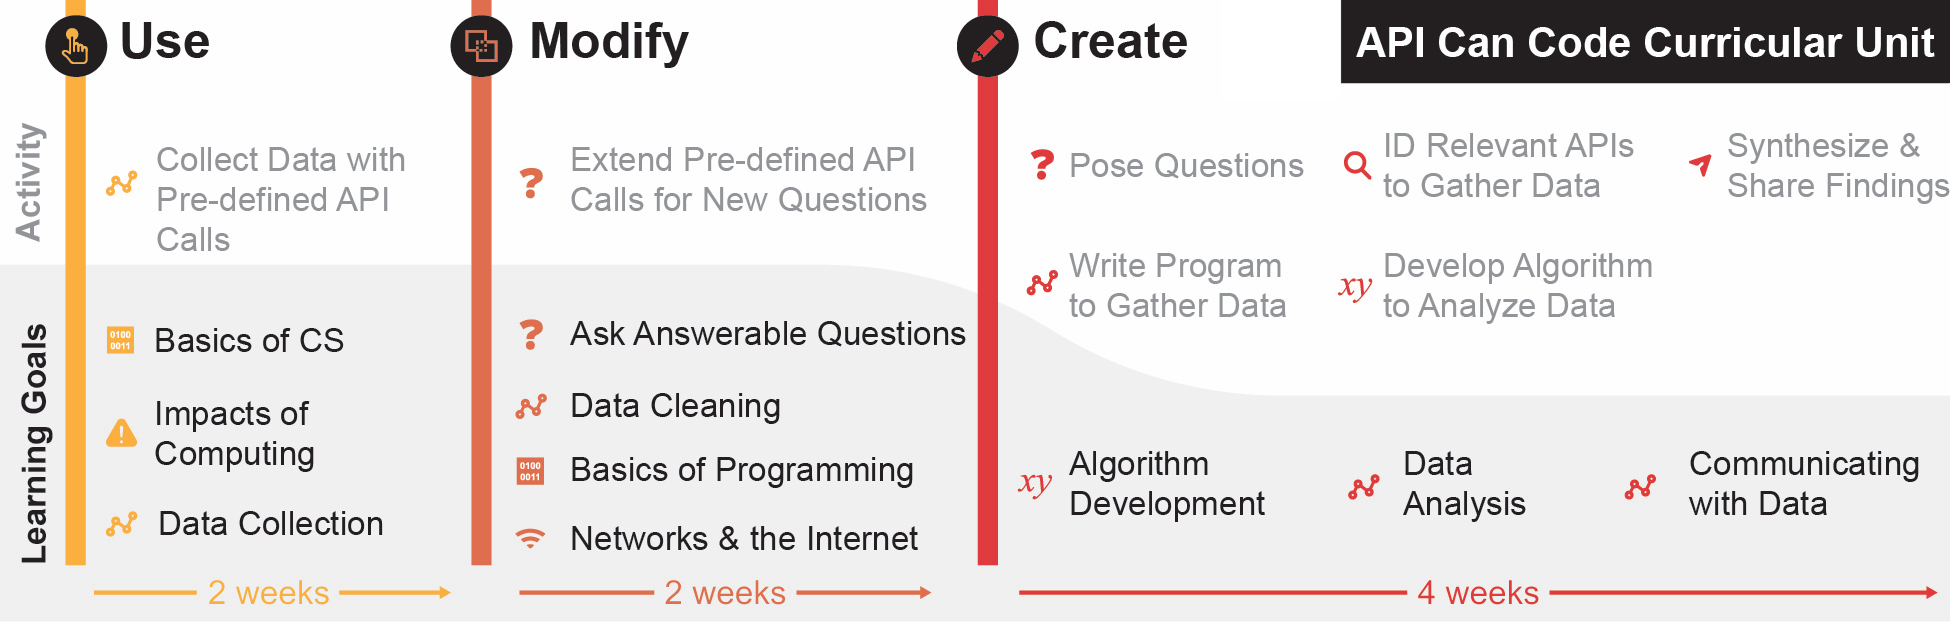 Use
Modify
Create
API Can Code Curricular Unit
Activity
Collect Data with
Pre-defined API
Calls
Extend Pre-defined API
Calls for New Questions
Pose Questions
ID Relevant APIs
to Gather Data
Synthesize &
Share Findings
Write Program
to Gather Data
xy
Develop Algorithm
to Analyze Data
Learning Goals
0100
0011
Basics of CS
Impacts of
Computing
Data Collection
Ask Answerable Questions
Data Cleaning
0100
0011
Basics of Programming
Networks & the Internet
xy
Algorithm
Development
Data
Analysis
Communicating
with Data
2 weeks
2 weeks
4 weeks